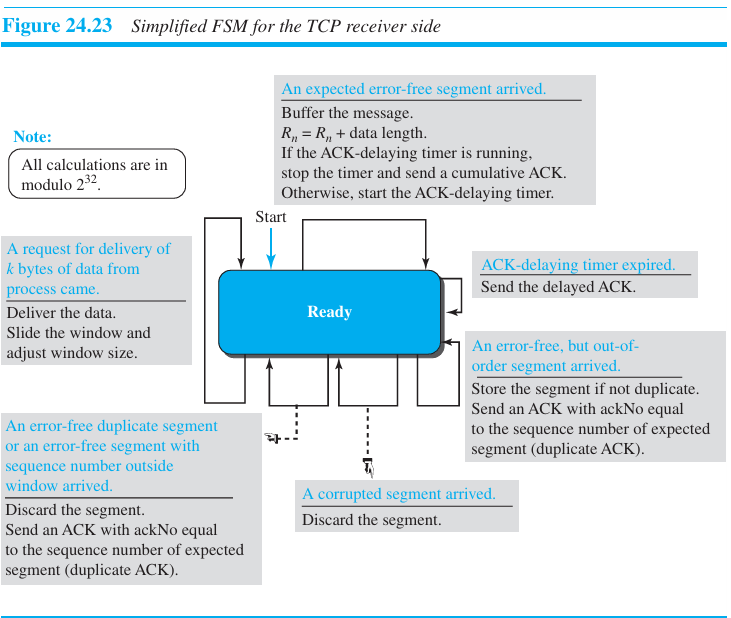 Figure 24.23 Simplified FSM for the TCP receiver side
An expected error-free segment arrived.
Buffer the message.
Rn = Rn + data length.
If the ACK-delaying timer is running,
stop the timer and send a cumulative ACK.
Otherwise, start the ACK-delaying timer.
Note:
All calculations are in
modulo 2^32.
Start
A request for delivery of
k bytes of data from
process came.
Deliver the data.
Slide the window and
adjust window size.
Ready
ACK-delaying timer expired.
Send the delayed ACK.
An error-free, but out-of-
order segment arrived.
Store the segment if not duplicate.
Send an ACK with ackNo equal
to the sequence number of expected
segment (duplicate ACK).
An error-free duplicate segment
or an error-free segment with
sequence number outside
window arrived.
Discard the segment.
Send an ACK with ackNo equal
to the sequence number of expected
segment (duplicate ACK).
A corrupted segment arrived.
Discard the segment.